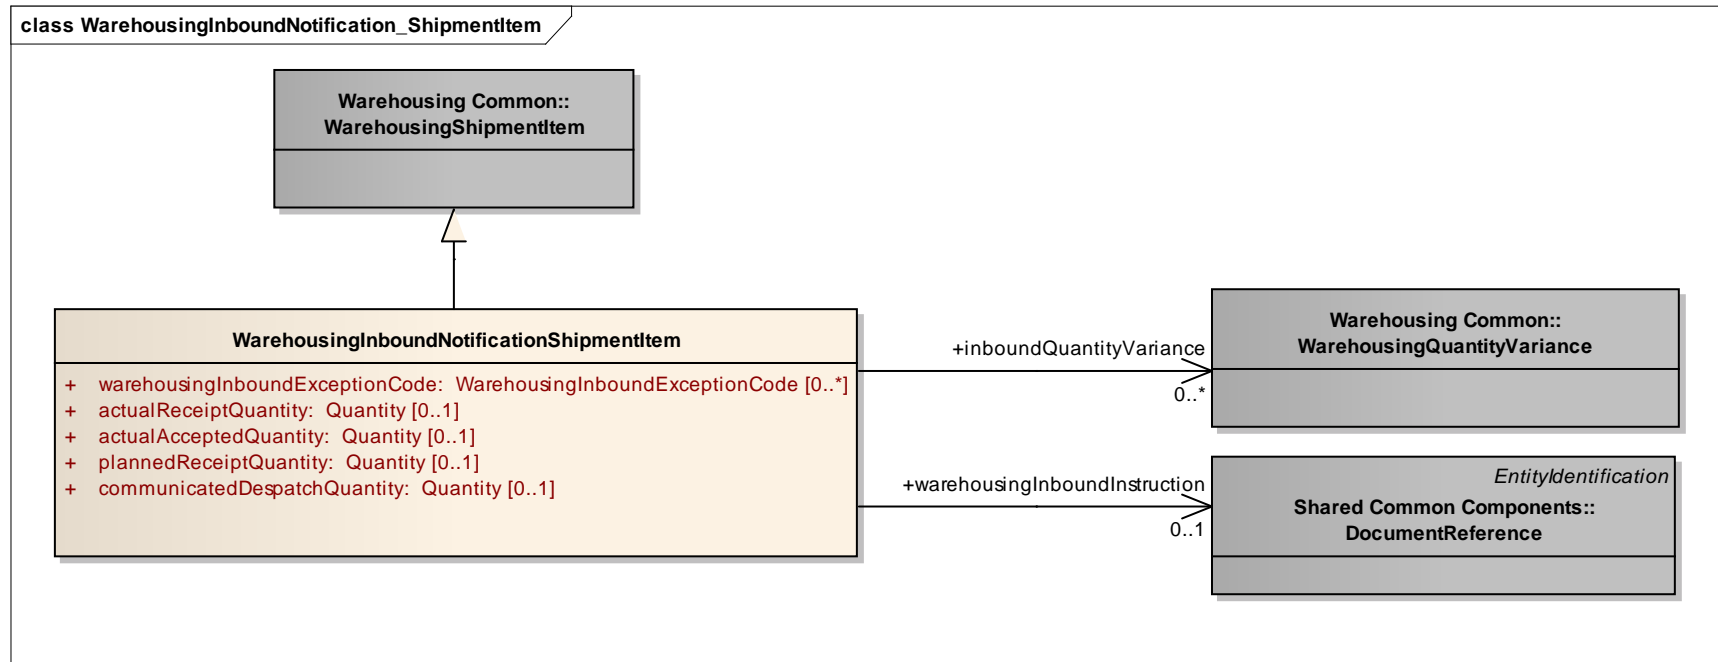 class WarehousingInboundNotification_ShipmentItem
Warehousing Common::
WarehousingShipmentItem
WarehousingInboundNotificationShipmentItem
+ warehousingInboundExceptionCode: WarehousingInboundExceptionCode [0..*]
+ actualReceiptQuantity: Quantity [0..1]
+ actualAcceptedQuantity: Quantity [0..1]
+ plannedReceiptQuantity: Quantity [0..1]
+ communicatedDespatchQuantity: Quantity [0..1]
+inboundQuantityVariance
0..*
Warehousing Common::
WarehousingQuantityVariance
+warehousingInboundInstruction
0..1
EntityIdentification
Shared Common Components::
DocumentReference